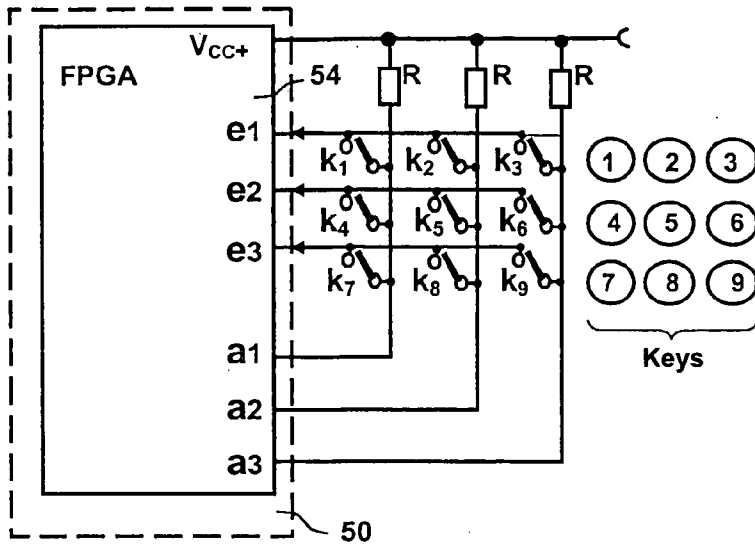 VCC+
FPGA
54
R R R
e1
k1 k2 k3
1 2 3
e2
k4 k5 k6
4 5 6
e3
k7 k8 k9
7 8 9
Keys
a1
a2
a3
50